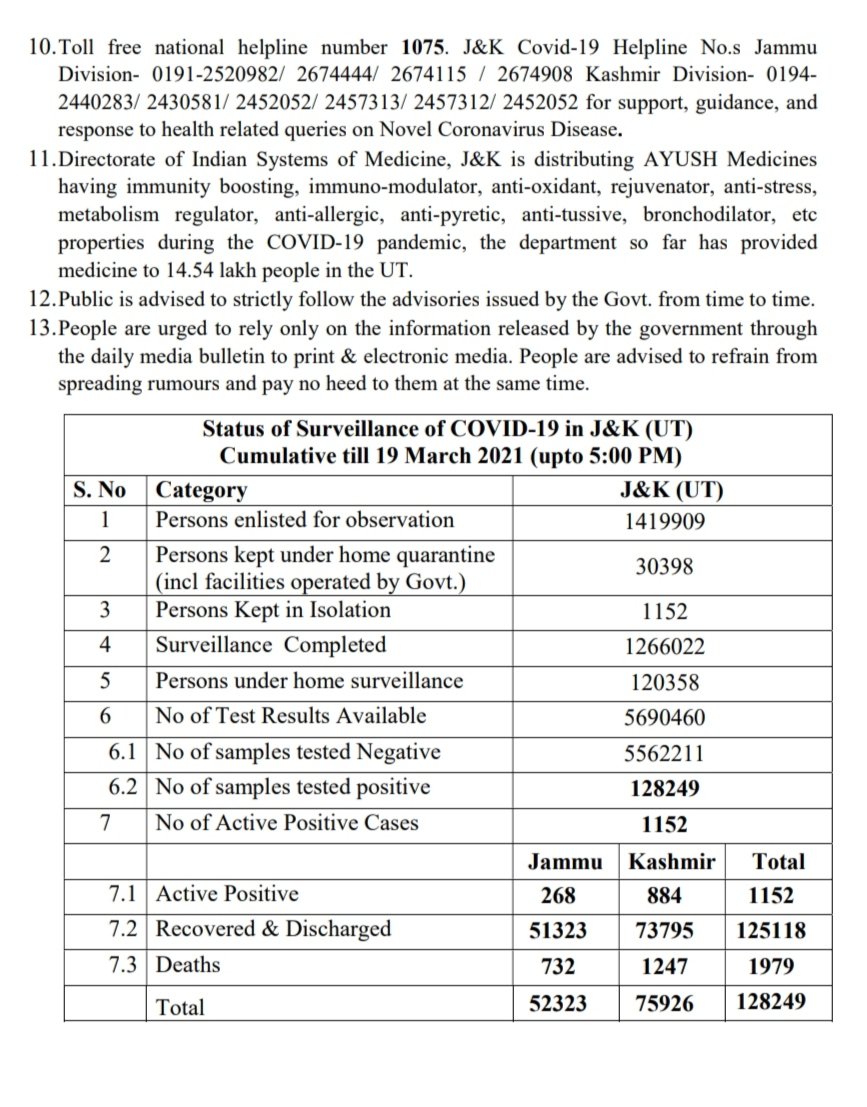 10.Toll free national helpline number 1075. J&K Covid-19 Helpline No.s Jammu
Division- 0191-2520982/ 2674444/ 2674115 / 2674908 Kashmir Division- 0194-
2440283/ 2430581/ 2452052/ 2457313/ 2457312/ 2452052 for support, guidance, and
response to health related queries on Novel Coronavirus Disease.
11.Directorate of Indian Systems of Medicine, J&K is distributing AYUSH Medicines
having immunity boosting, immuno-modulator, anti-oxidant, rejuvenator, anti-stress,
metabolism regulator, anti-allergic, anti-pyretic, anti-tussive, bronchodilator, etc
properties during the COVID-19 pandemic, the department so far has provided
medicine to 14.54 lakh people in the UT.
12.Public is advised to strictly follow the advisories issued by the Govt. from time to time.
13.People are urged to rely only on the information released by the government through
the daily media bulletin to print & electronic media. People are advised to refrain from
spreading rumours and pay no heed to them at the same time.
Status of Surveillance of COVID-19 in J&K (UT)
Cumulative till 19 March 2021 (upto 5:00 PM)
S. No Category J&K (UT)
1 Persons enlisted for observation 1419909
2 Persons kept under home quarantine
(incl facilities operated by Govt.) 30398
3 Persons Kept in Isolation 1152
4 Surveillance Completed 1266022
5 Persons under home surveillance 120358
6 No of Test Results Available 5690460
6.1 No of samples tested Negative 5562211
6.2 No of samples tested positive 128249
7 No of Active Positive Cases 1152
Jammu Kashmir Total
7.1 Active Positive 268 884 1152
7.2 Recovered & Discharged 51323 73795 125118
7.3 Deaths 732 1247 1979
Total 52323 75926 128249